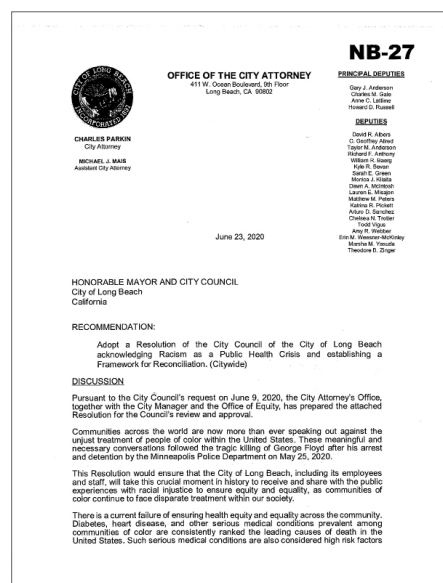 NB-27
CITY OF LONG BEACH
INCORPORATED 1897
OFFICE OF THE CITY ATTORNEY
411 W. Ocean Boulevard, 9th Floor
Long Beach, CA 90802
CHARLES PARKIN
City Attorney
MICHAEL J. MAIS
Assistant City Attorney
PRINCIPAL DEPUTIES
Gary J. Anderson
Charles M. Gale
Anne C. Lattime
Howard D. Russell
DEPUTIES
David R. Albers
C. Geoffrey Allred
Taylor M. Anderson
Richard F. Anthony
William R. Baerg
Kyle R. Bevan
Sarah E. Green
Monica J. Kilaita
Dawn A. McIntosh
Lauren E. Misajon
Matthew M. Peters
Katrina R. Pickett
Arturo D. Sanchez
Chelsea N. Trotter
Todd Vigus
Amy R. Webber
Erin M. Weesner-McKinley
Marsha M. Yasuda
Theodore B. Zinger
June 23, 2020
HONORABLE MAYOR AND CITY COUNCIL
City of Long Beach
California
RECOMMENDATION:
Adopt a Resolution of the City Council of the City of Long Beach
acknowledging Racism as a Public Health Crisis and establishing a
Framework for Reconciliation. (Citywide)
DISCUSSION
Pursuant to the City Council's request on June 9, 2020, the City Attorney's Office,
together with the City Manager and the Office of Equity, has prepared the attached
Resolution for the Council's review and approval.
Communities across the world are now more than ever speaking out against the
unjust treatment of people of color within the United States. These meaningful and
necessary conversations followed the tragic killing of George Floyd after his arrest
and detention by the Minneapolis Police Department on May 25, 2020.
This Resolution would ensure that the City of Long Beach, including its employees
and staff, will take this crucial moment in history to receive and share with the public
experiences with racial injustice to ensure equity and equality, as communities of
color continue to face disparate treatment within our society.
There is a current failure of ensuring health equity and equality across the community.
Diabetes, heart disease, and other serious medical conditions prevalent among
communities of color are consistently ranked the leading causes of death in the
United States. Such serious medical conditions are also considered high risk factors